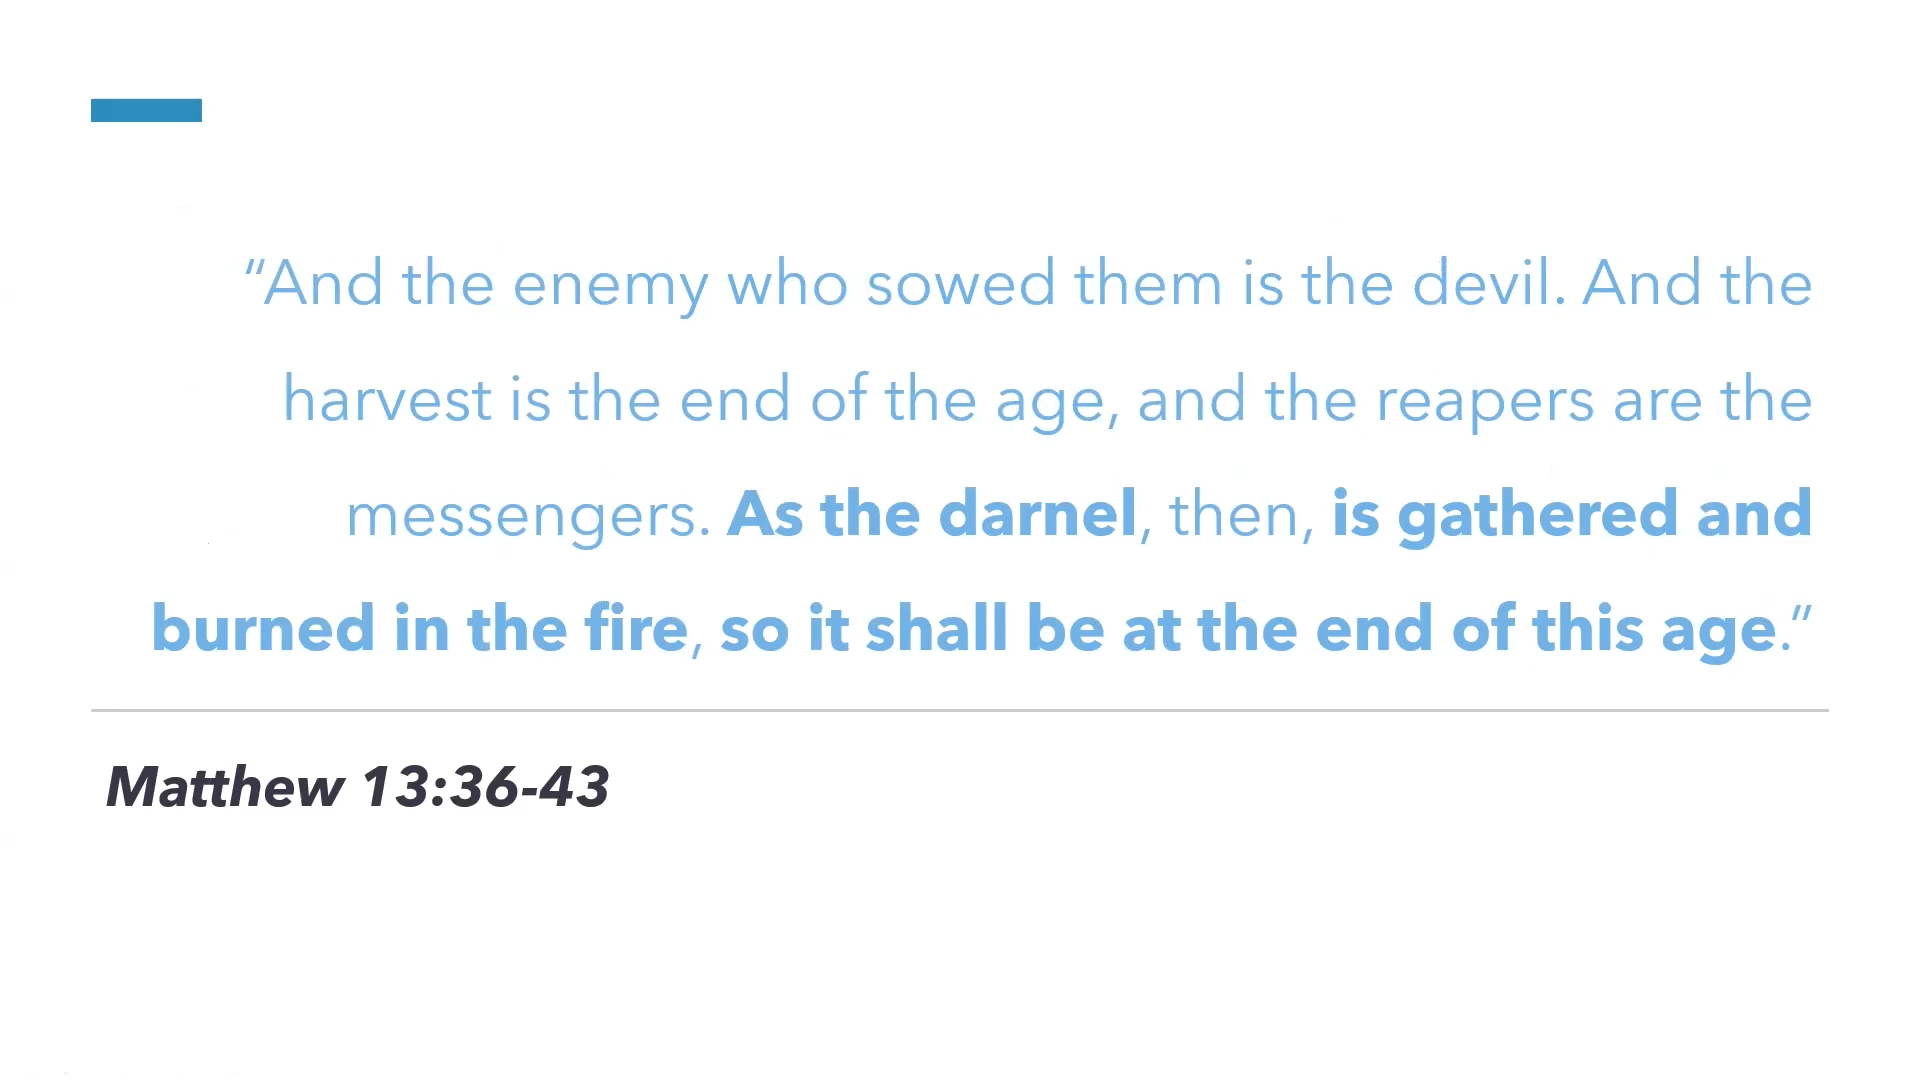 “And the enemy who sowed them is the devil. And the
harvest is the end of the age, and the reapers are the
messengers. As the darnel, then, is gathered and
burned in the fire, so it shall be at the end of this age.”
Matthew 13:36-43